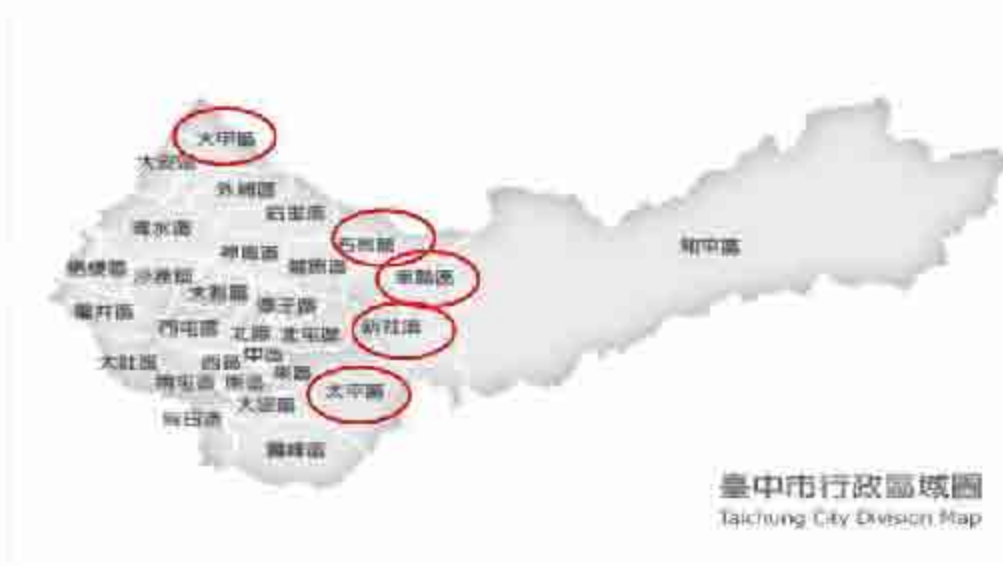 大甲區
大安區
外埔區
后里區
清水區
石岡區
神岡區
豐原區
和平區
梧棲區
沙鹿區
東勢區
大雅區
潭子區
龍井區
西屯區
北區
北屯區
新社區
中區
大肚區
西區
東區
南屯區
南區
太平區
大里區
烏日區
霧峰區
臺中市行政區域圖
Taichung City Division Map